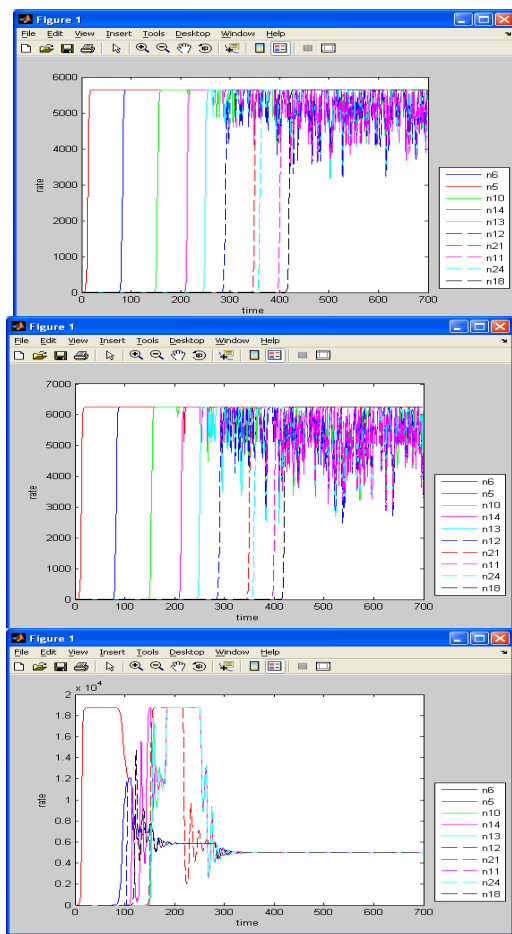 Figure 1
File Edit View Insert Tools Desktop Window Help
6000
5000
4000
3000
2000
1000
0
rate
0 100 200 300 400 500 600 700
time
n6
n5
n10
n14
n13
n12
n21
n11
n24
n18
Figure 1
File Edit View Insert Tools Desktop Window Help
7000
6000
5000
4000
3000
2000
1000
0
rate
0 100 200 300 400 500 600 700
time
n6
n5
n10
n14
n13
n12
n21
n11
n24
n18
Figure 1
File Edit View Insert Tools Desktop Window Help
× 10⁴
2
1.8
1.6
1.4
1.2
1
0.8
0.6
0.4
0.2
0
rate
0 100 200 300 400 500 600 700
time
n6
n5
n10
n14
n13
n12
n21
n11
n24
n18